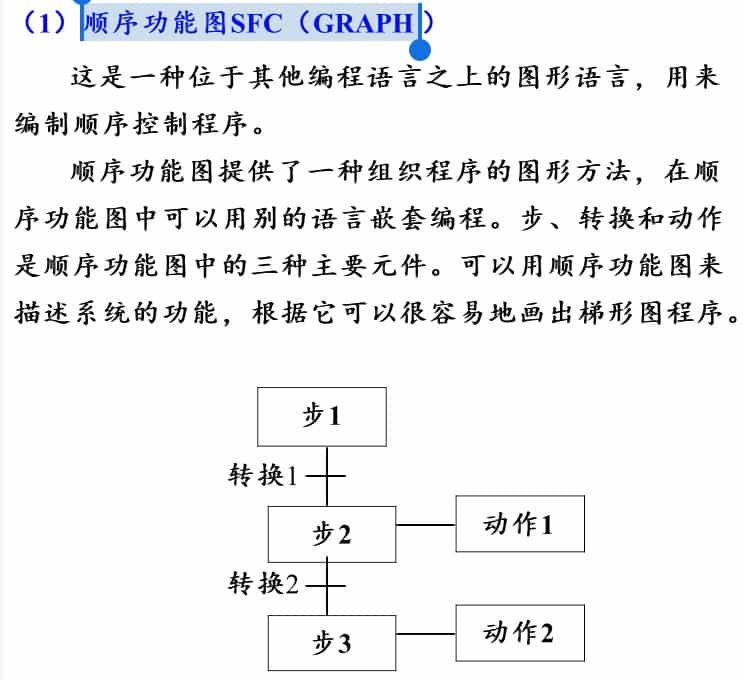 （1）顺序功能图SFC（GRAPH）
这是一种位于其他编程语言之上的图形语言，用来
编制顺序控制程序。
顺序功能图提供了一种组织程序的图形方法，在顺
序功能图中可以用别的语言嵌套编程。步、转换和动作
是顺序功能图中的三种主要元件。可以用顺序功能图来
描述系统的功能，根据它可以很容易地画出梯形图程序。
步1
转换1
步2
动作1
转换2
步3
动作2